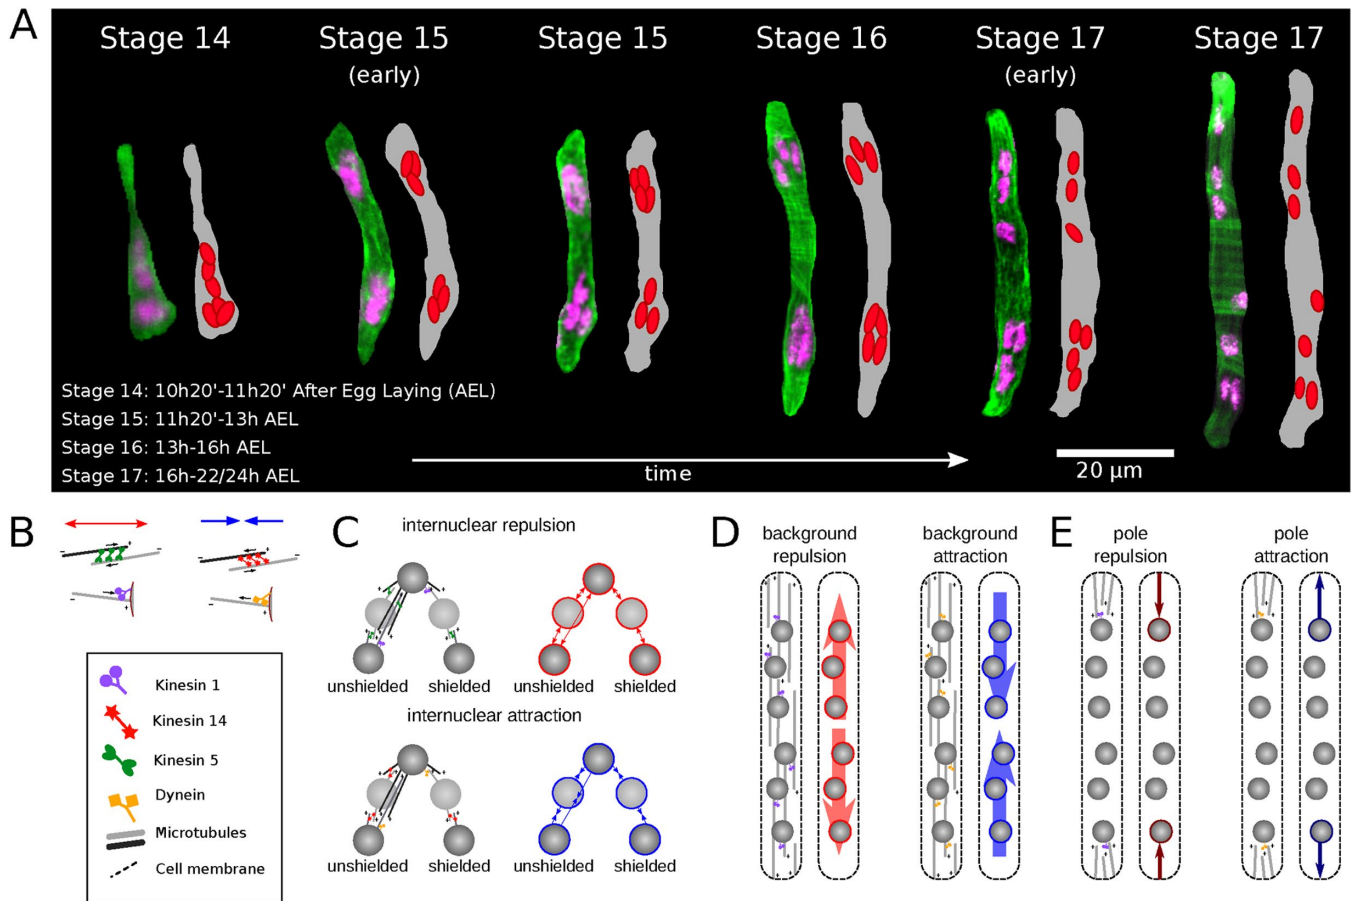 A
Stage 14
Stage 15
(early)
Stage 15
Stage 16
Stage 17
(early)
Stage 17
Stage 14: 10h20'-11h20' After Egg Laying (AEL)
Stage 15: 11h20'-13h AEL
Stage 16: 13h-16h AEL
Stage 17: 16h-22/24h AEL
time
20 μm
B
Kinesin 1
Kinesin 14
Kinesin 5
Dynein
Microtubules
Cell membrane
C
internuclear repulsion
unshielded
shielded
unshielded
shielded
internuclear attraction
unshielded
shielded
unshielded
shielded
D
background
repulsion
background
attraction
E
pole
repulsion
pole
attraction